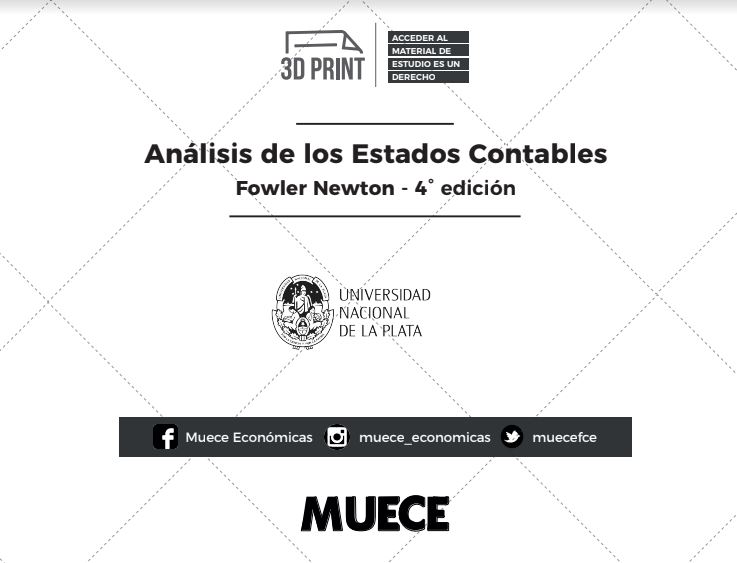 3D PRINT
ACCEDER AL
MATERIAL DE
ESTUDIO ES UN
DERECHO
Análisis de los Estados Contables
Fowler Newton - 4° edición
UNIVERSIDAD
NACIONAL
DE LA PLATA
Muece Económicas muece_economicas muecefce
MUECE